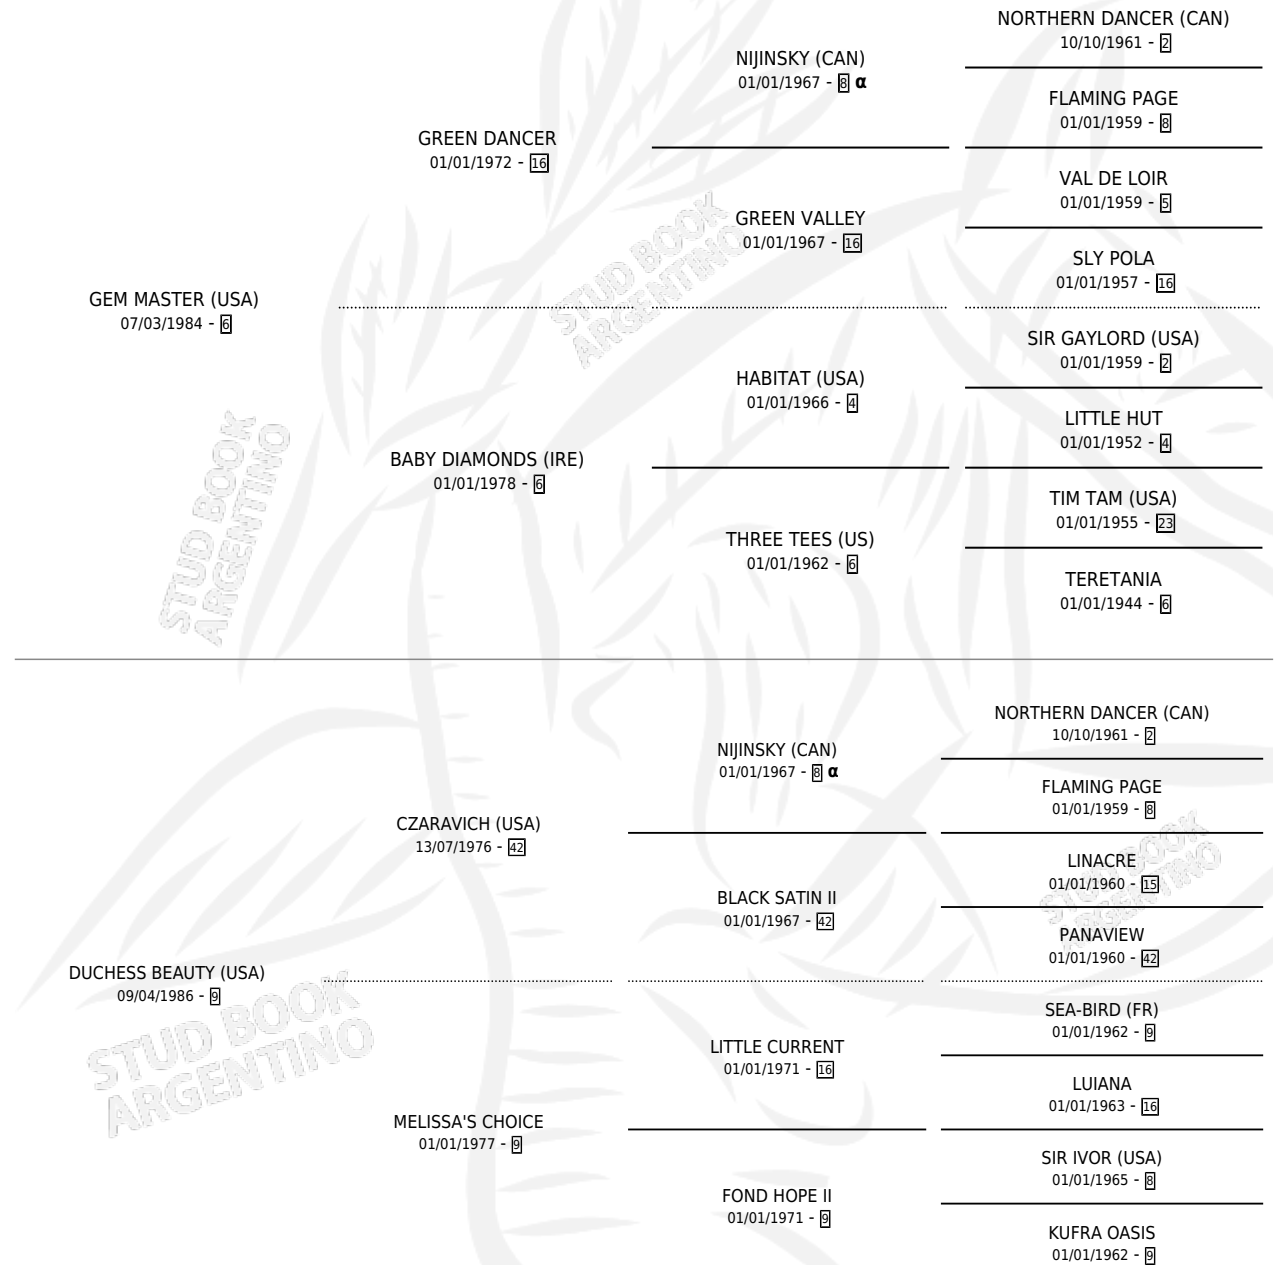 NORTHERN DANCER (CAN)
10/10/1961 - 2
NIJINSKY (CAN)
01/01/1967 - 8 α
FLAMING PAGE
01/01/1959 - 8
GREEN DANCER
01/01/1972 - 16
VAL DE LOIR
01/01/1959 - 5
GREEN VALLEY
01/01/1967 - 16
SLY POLA
01/01/1957 - 16
GEM MASTER (USA)
07/03/1984 - 6
SIR GAYLORD (USA)
01/01/1959 - 2
HABITAT (USA)
01/01/1966 - 4
LITTLE HUT
01/01/1952 - 4
BABY DIAMONDS (IRE)
01/01/1978 - 6
TIM TAM (USA)
01/01/1955 - 23
THREE TEES (US)
01/01/1962 - 6
TERETANIA
01/01/1944 - 6
STUD BOOK
ARGENTINO
STUD BOOK
ARGENTINO
NORTHERN DANCER (CAN)
10/10/1961 - 2
NIJINSKY (CAN)
01/01/1967 - 8 α
FLAMING PAGE
01/01/1959 - 8
CZARAVICH (USA)
13/07/1976 - 42
LINACRE
01/01/1960 - 15
BLACK SATIN II
01/01/1967 - 42
PANAVIEW
01/01/1960 - 42
DUCHESS BEAUTY (USA)
09/04/1986 - 9
SEA-BIRD (FR)
01/01/1962 - 9
LITTLE CURRENT
01/01/1971 - 16
LUIANA
01/01/1963 - 16
MELISSA'S CHOICE
01/01/1977 - 9
SIR IVOR (USA)
01/01/1965 - 8
FOND HOPE II
01/01/1971 - 9
KUFRA OASIS
01/01/1962 - 9
STUD BOOK
ARGENTINO
STUD BOOK
ARGENTINO